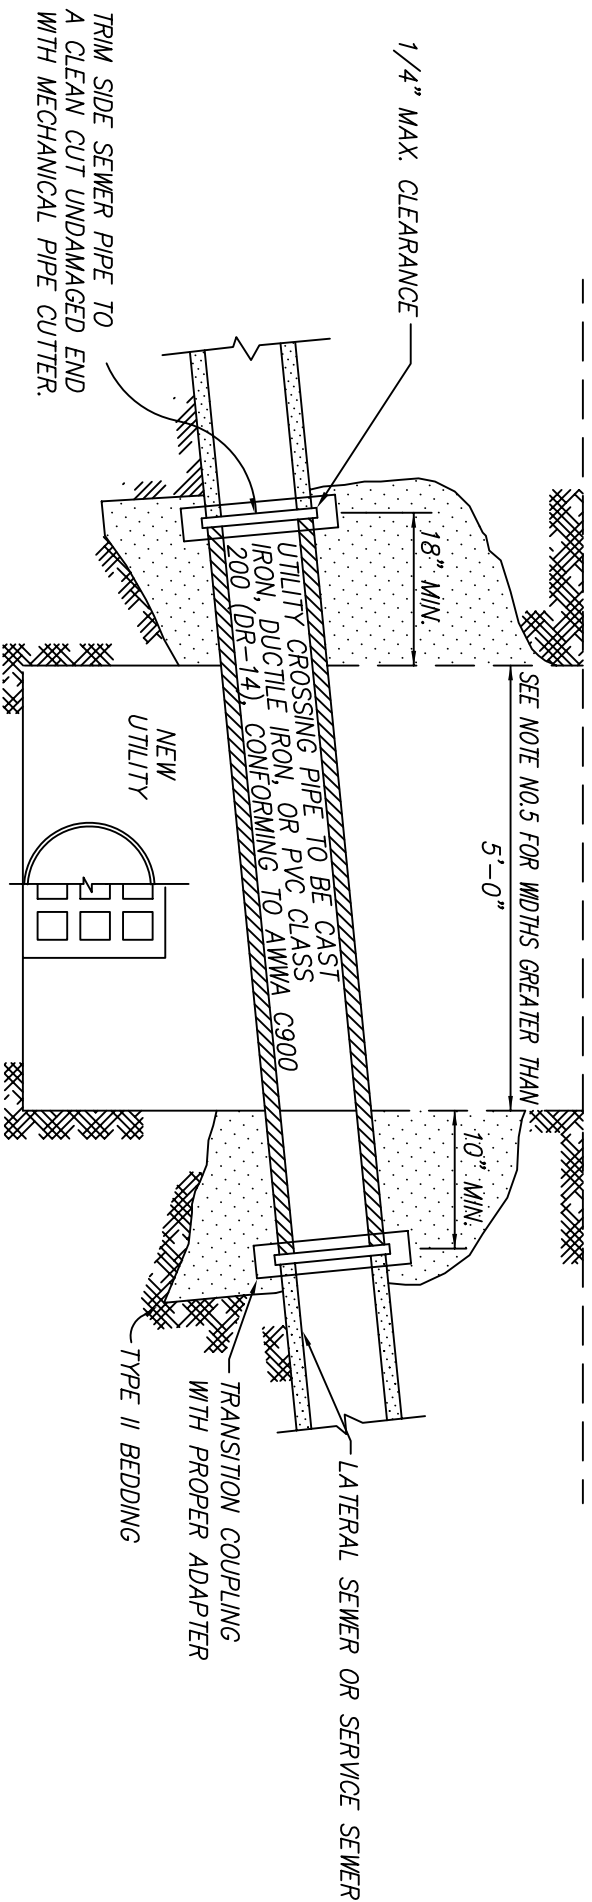 SEE NOTE NO.5 FOR WIDTHS GREATER THAN
5'-0"
1/4" MAX. CLEARANCE
18" MIN.
10" MIN.
LATERAL SEWER OR SERVICE SEWER
UTILITY CROSSING PIPE TO BE CAST
IRON, DUCTILE IRON, OR PVC CLASS
200 (DR-14), CONFORMING TO AWWA C900
TRANSITION COUPLING
WITH PROPER ADAPTER
NEW
UTILITY
TYPE II BEDDING
TRIM SIDE SEWER PIPE TO
A CLEAN CUT UNDAMAGED END
WITH MECHANICAL PIPE CUTTER.